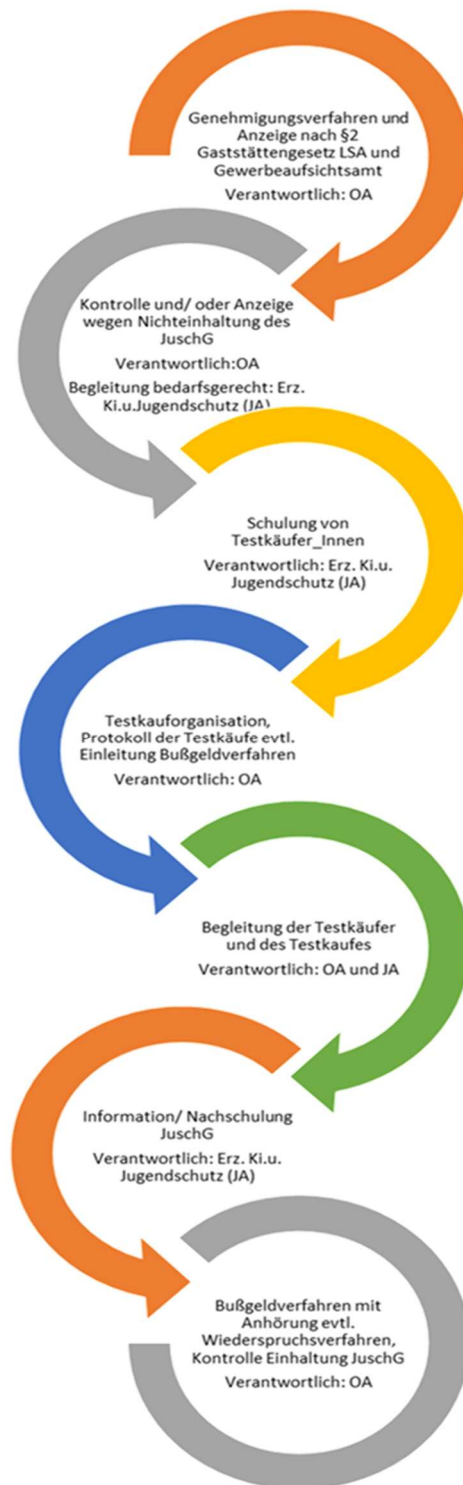 Genehmigungsverfahren und
Anzeige nach §2
Gaststättengesetz LSA und
Gewerbeaufsichtsamt
Verantwortlich: OA
Kontrolle und/ oder Anzeige
wegen Nichteinhaltung des
JuschG
Verantwortlich:OA
Begleitung bedarfsgerecht: Erz.
Ki.u.Jugendschutz (JA)
Schulung von
Testkäufer_Innen
Verantwortlich: Erz. Ki.u.
Jugendschutz (JA)
Testkauforganisation,
Protokoll der Testkäufe evtl.
Einleitung Bußgeldverfahren
Verantwortlich: OA
Begleitung der Testkäufer
und des Testkaufes
Verantwortlich: OA und JA
Information/ Nachschulung
JuschG
Verantwortlich: Erz. Ki.u.
Jugendschutz (JA)
Bußgeldverfahren mit
Anhörung evtl.
Wiederspruchsverfahren,
Kontrolle Einhaltung JuschG
Verantwortlich: OA